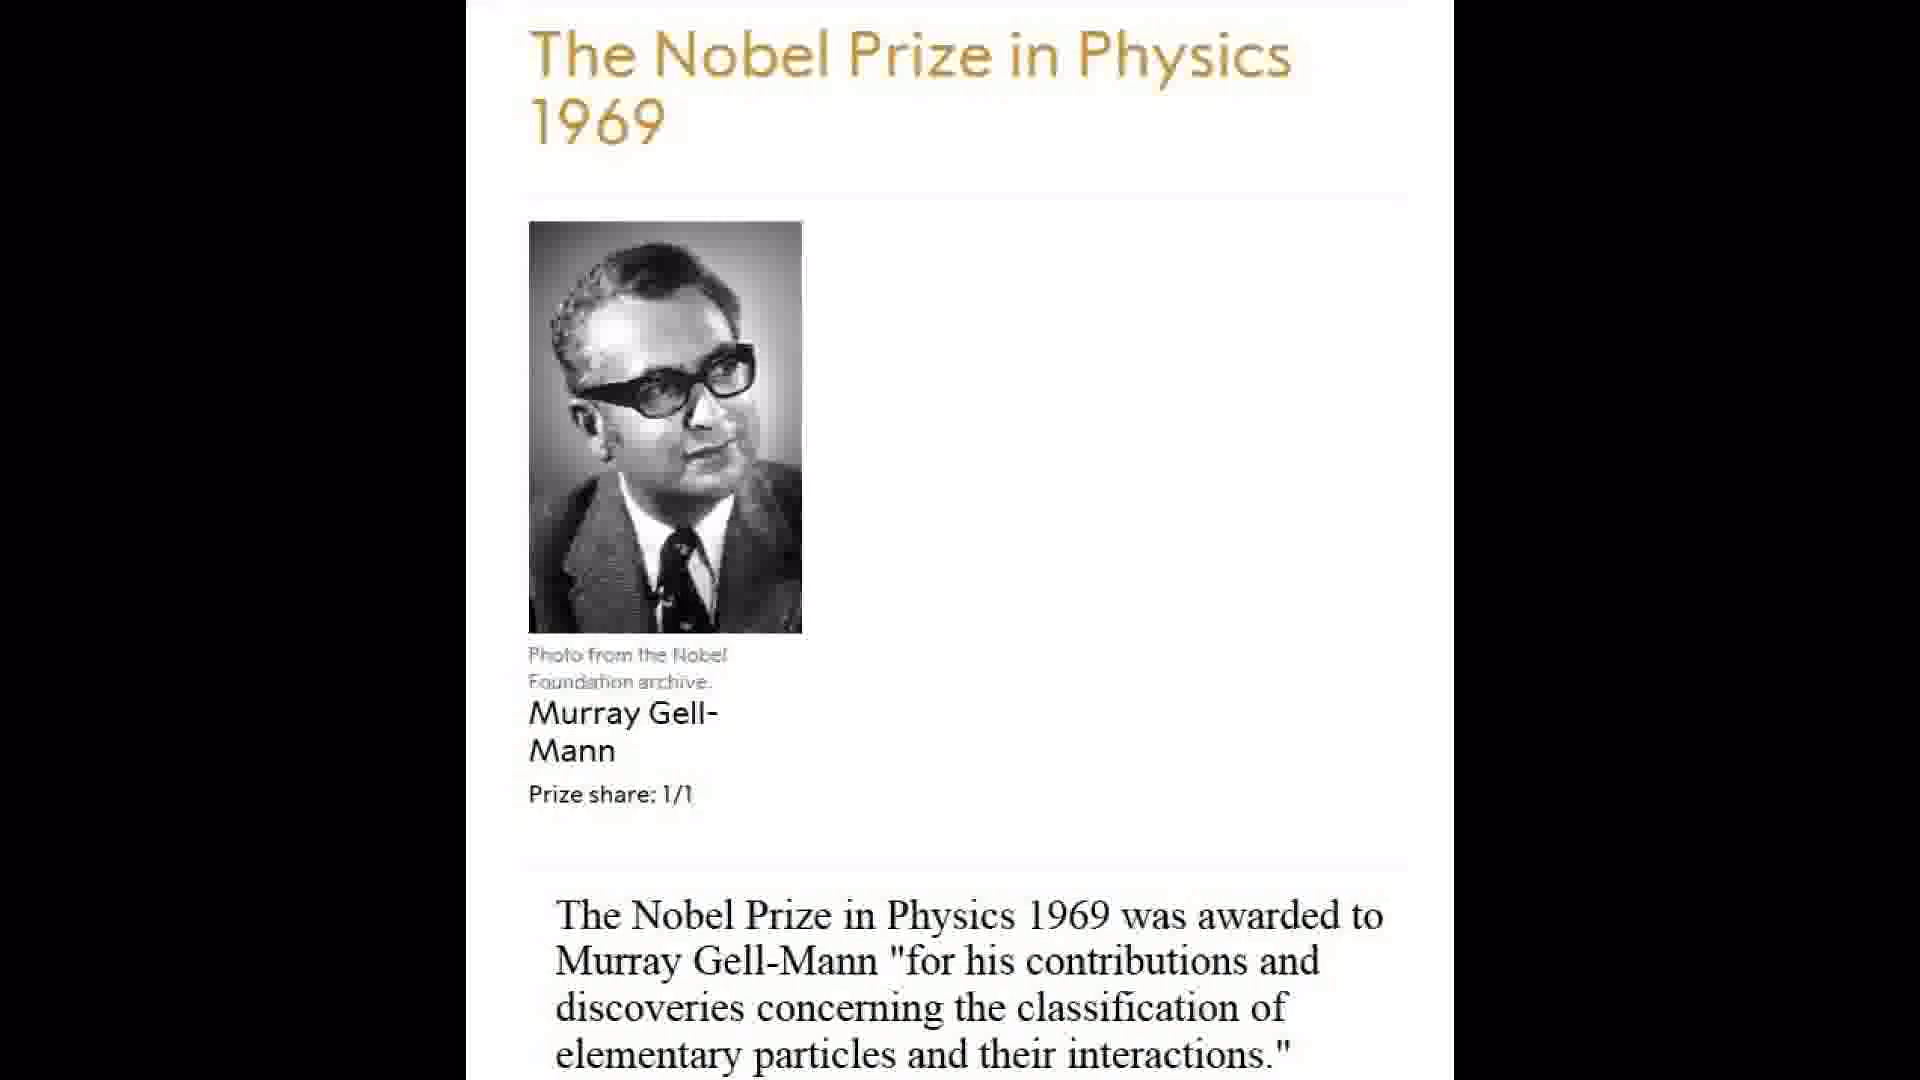 The Nobel Prize in Physics
1969
Photo from the Nobel
Foundation archive.
Murray Gell-
Mann
Prize share: 1/1
The Nobel Prize in Physics 1969 was awarded to
Murray Gell-Mann "for his contributions and
discoveries concerning the classification of
elementary particles and their interactions."